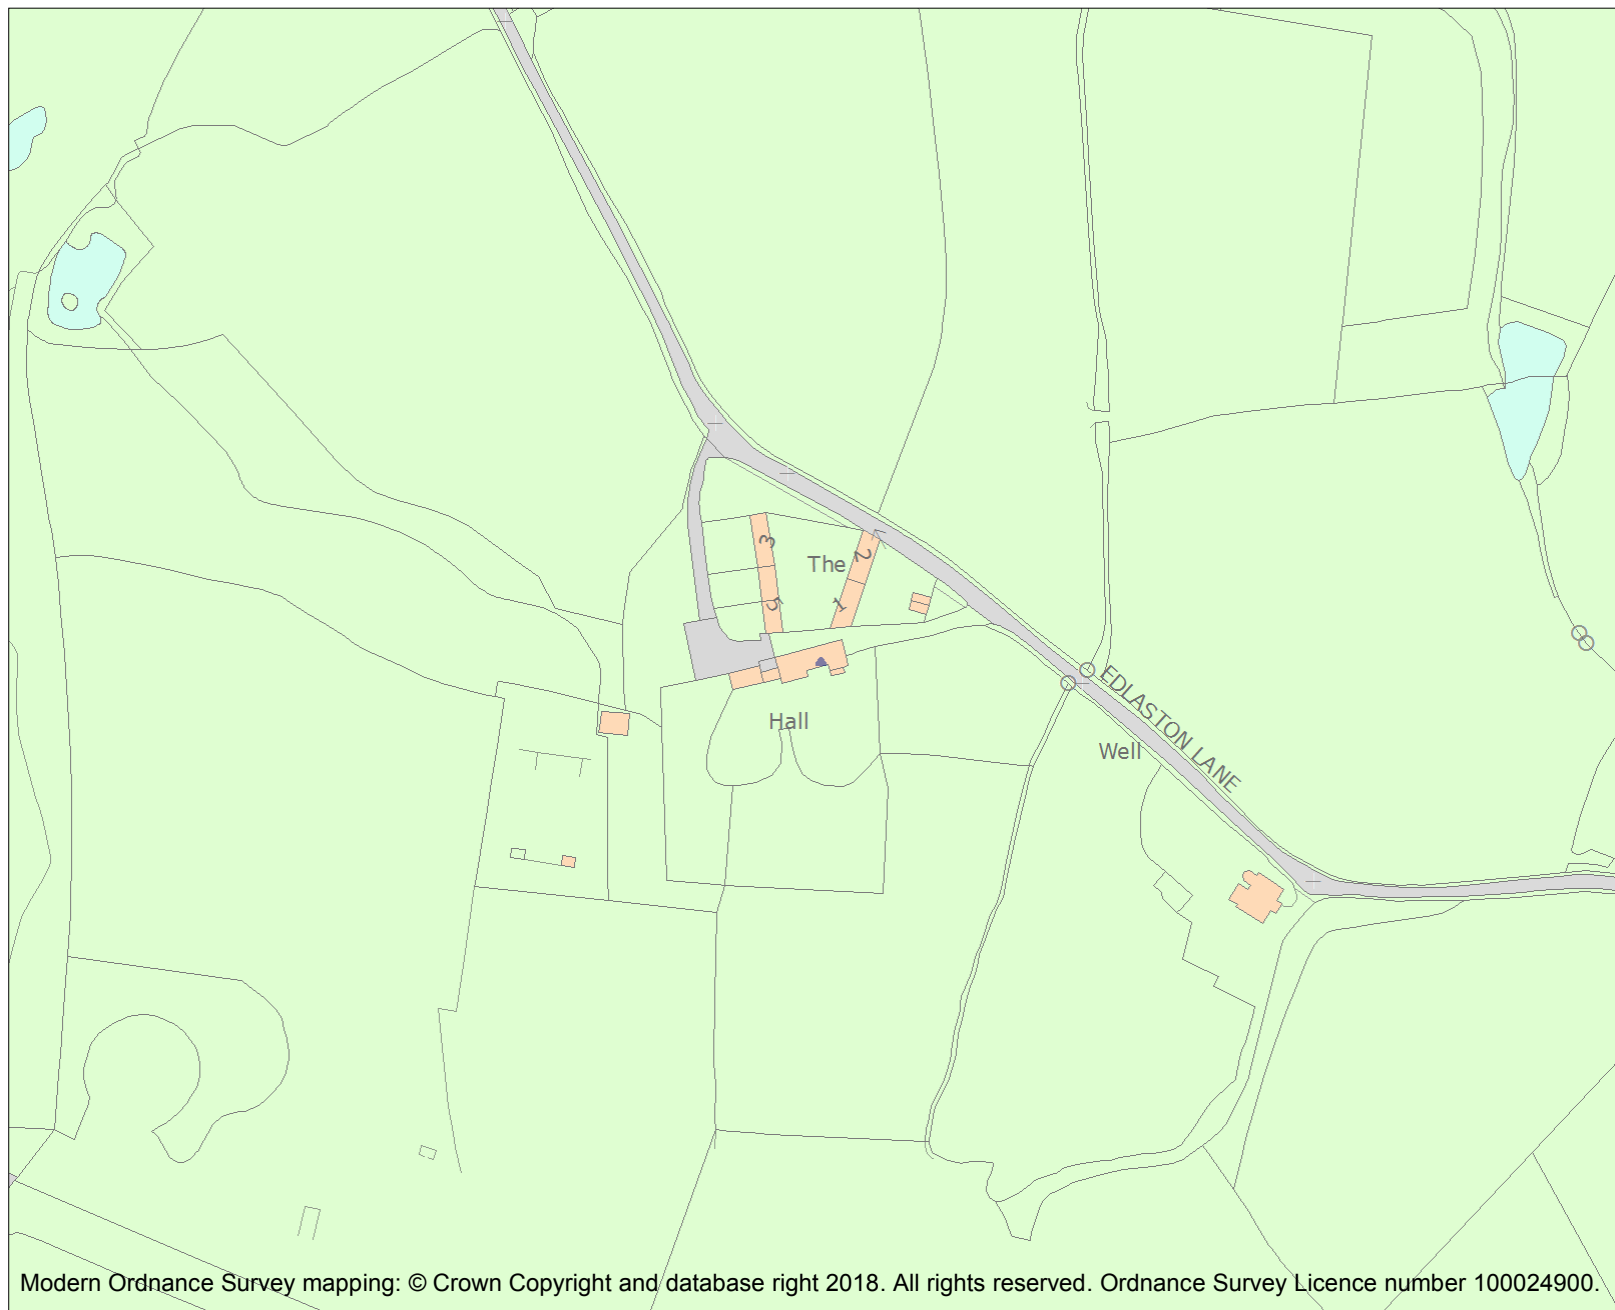 3
The
2
5
1
Hall
EDLASTON LANE
Well
Modern Ordnance Survey mapping: © Crown Copyright and database right 2018. All rights reserved. Ordnance Survey Licence number 100024900.